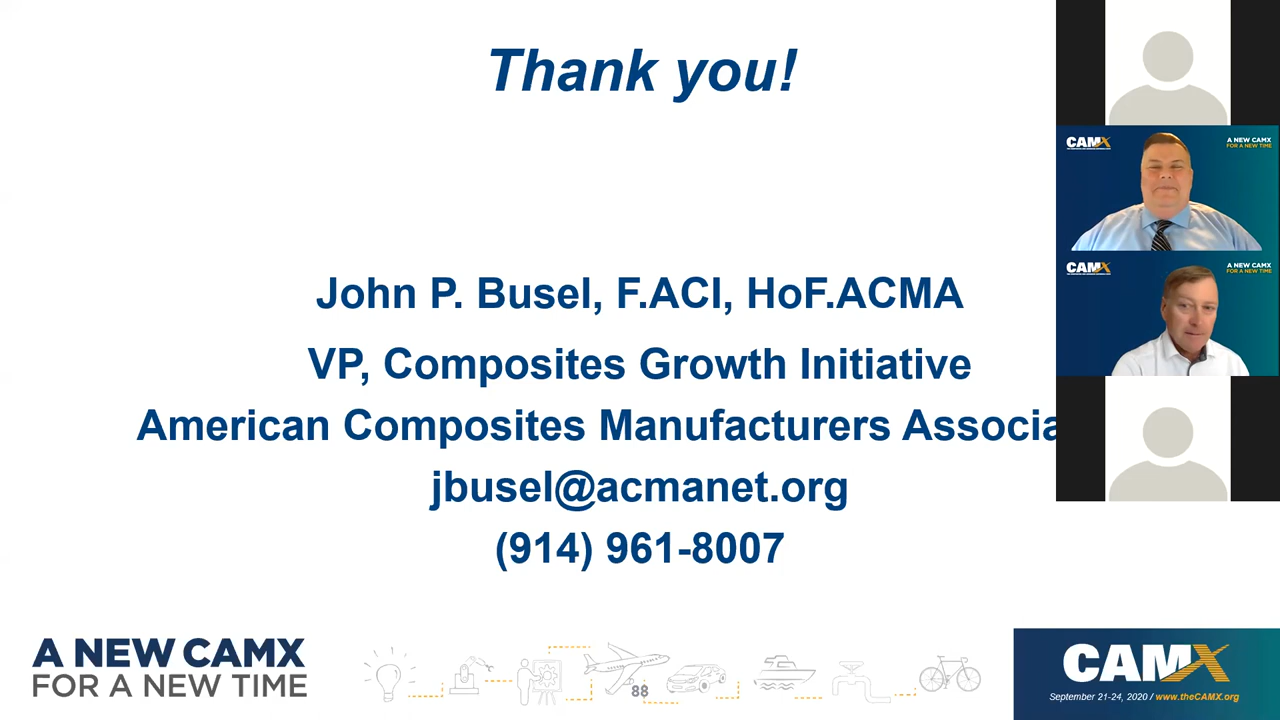 Thank you!
CAMX
A NEW CAMX
FOR A NEW TIME
CAMX
A NEW CAMX
FOR A NEW TIME
John P. Busel, F.ACI, HoF.ACMA
VP, Composites Growth Initiative
American Composites Manufacturers Associa
jbusel@acmanet.org
(914) 961-8007
A NEW CAMX
FOR A NEW TIME
88
CAMX
September 21-24, 2020 / www.theCAMX.org